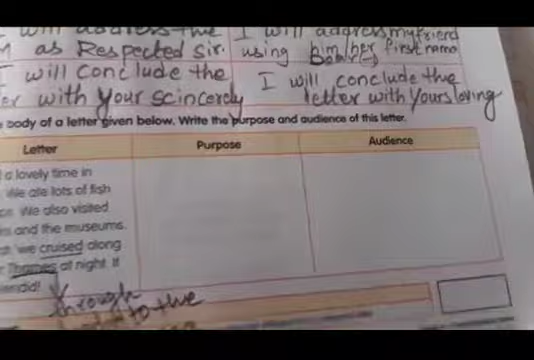 will address the
I will address my friend
as Respected sir.
using him/her first name
I will conclude the
I will conclude the
with your scincerely
letter with yours loving
body of a letter given below. Write the purpose and audience of this letter.
Letter
Purpose
Audience
a lovely time in
We ate lots of fish
We also visited
and the museums.
we cruised along
Thames at night. It
through
to the